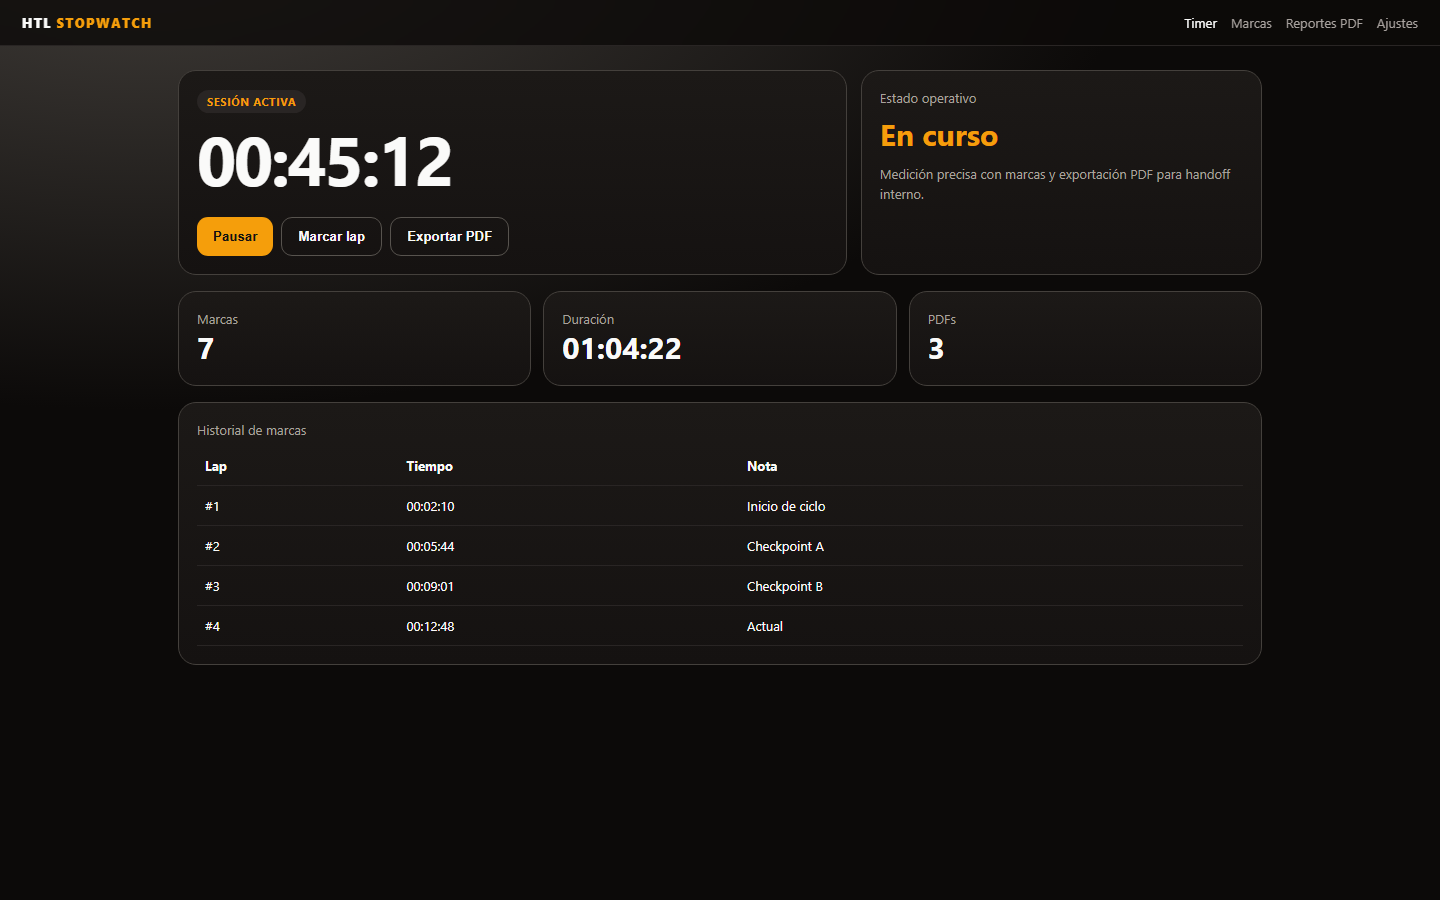 HTL STOPWATCH
Timer Marcas Reportes PDF Ajustes
SESIÓN ACTIVA
00:45:12
Pausar Marcar lap Exportar PDF
Estado operativo
En curso
Medición precisa con marcas y exportación PDF para handoff
interno.
Marcas
7
Duración
01:04:22
PDFs
3
Historial de marcas
Lap Tiempo Nota
#1 00:02:10 Inicio de ciclo
#2 00:05:44 Checkpoint A
#3 00:09:01 Checkpoint B
#4 00:12:48 Actual